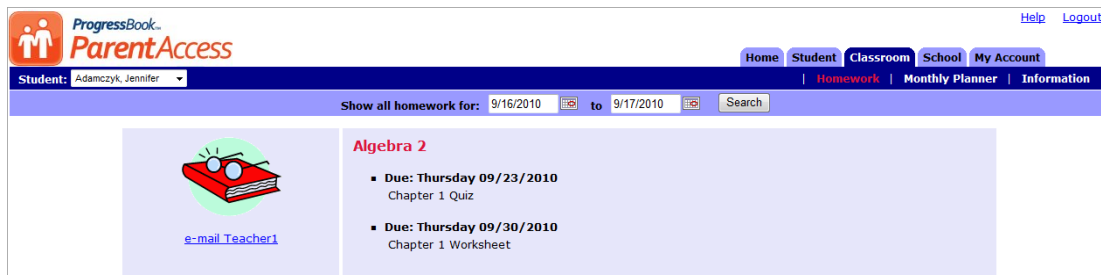 ProgressBook℠ Help Logout
ParentAccess
Home Student Classroom School My Account
Student: Adamczyk, Jennifer | Homework | Monthly Planner | Information
Show all homework for: 9/16/2010 to 9/17/2010 Search
Algebra 2
▪ Due: Thursday 09/23/2010
Chapter 1 Quiz
▪ Due: Thursday 09/30/2010
Chapter 1 Worksheet
e-mail Teacher1